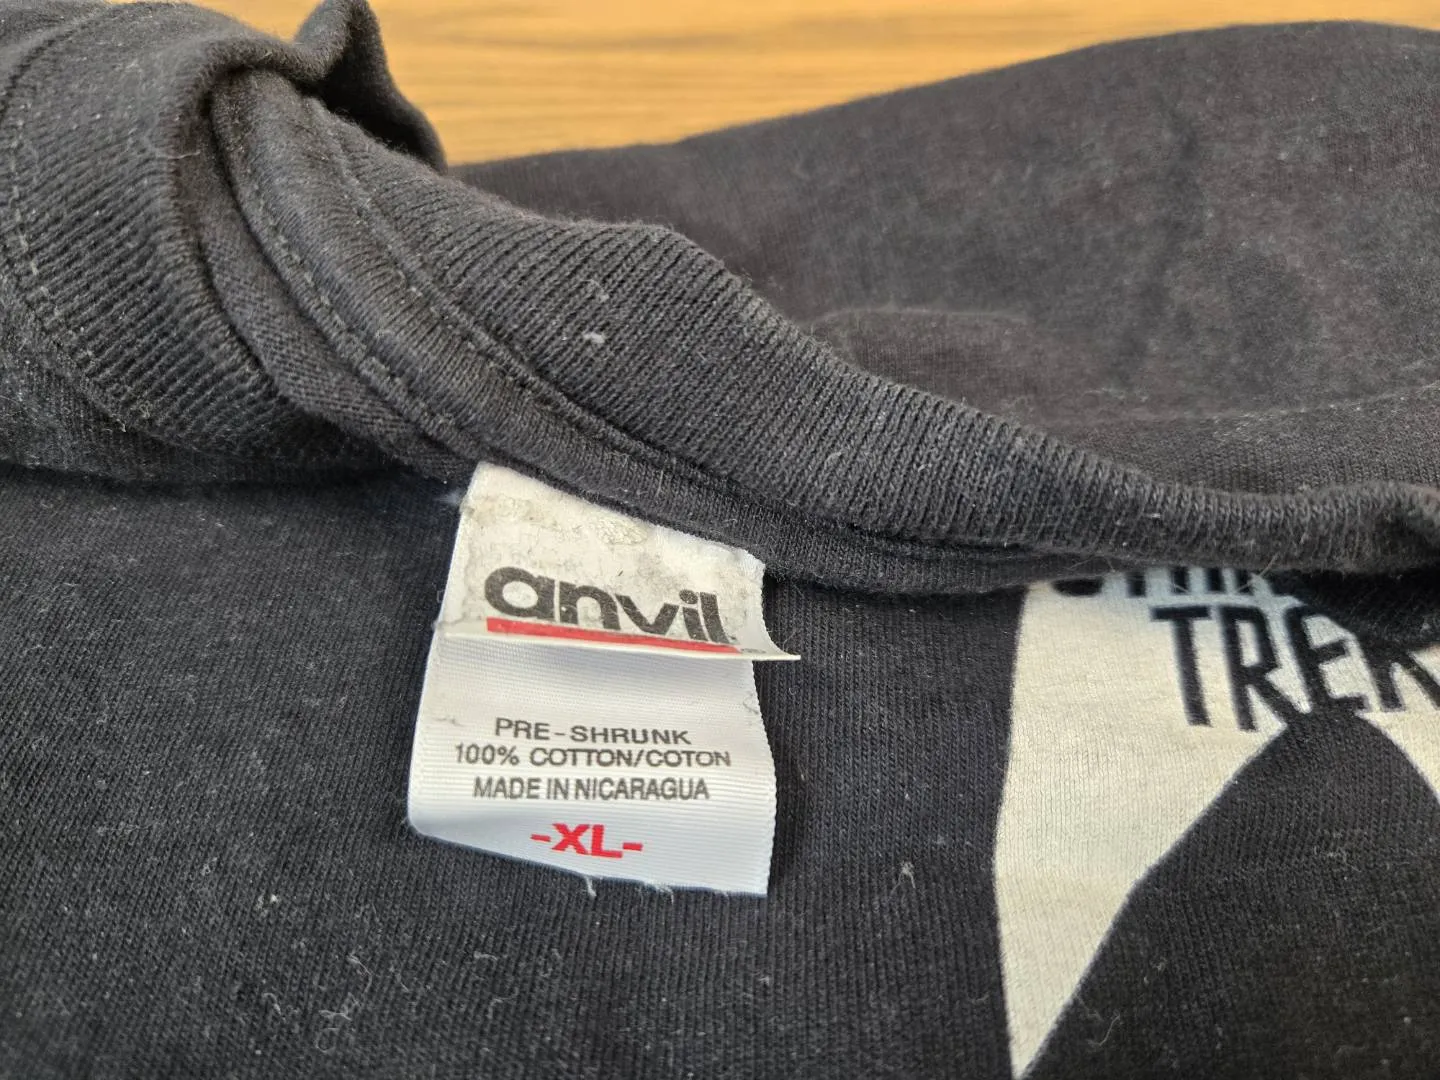 anvil
PRE-SHRUNK
100% COTTON/COTON
MADE IN NICARAGUA
-XL-
TREK